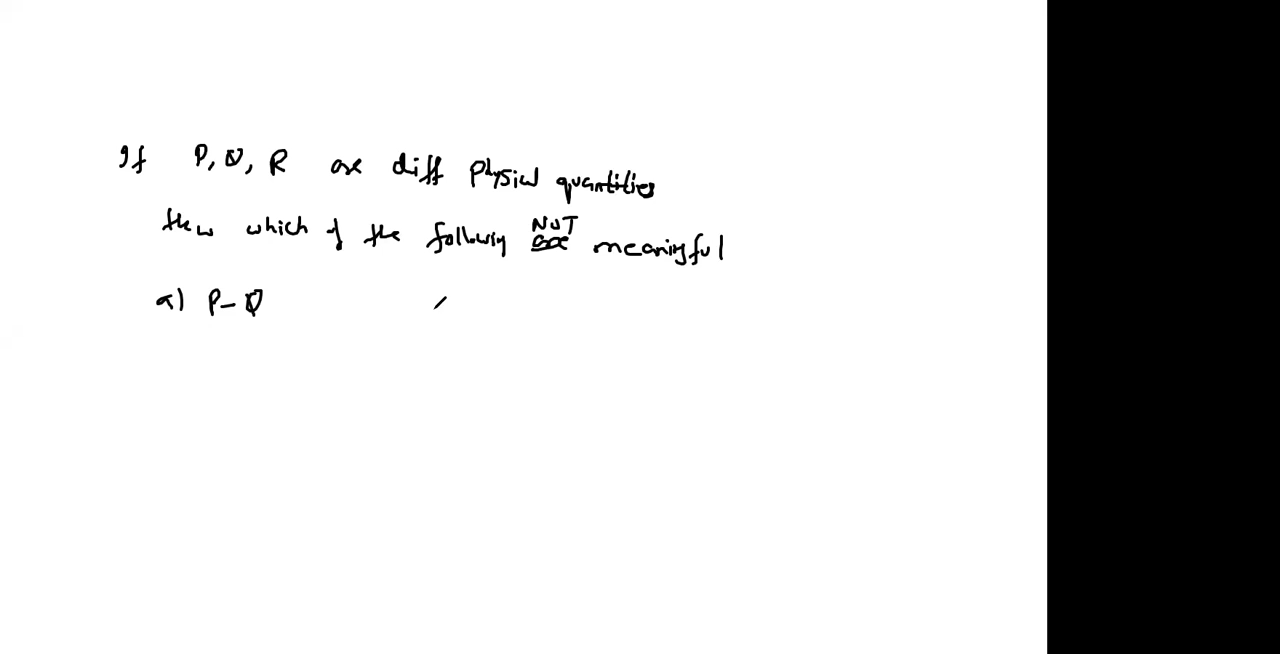 If P, Q, R are diff physical quantities
then which of the following NOT are meaningful
a) P - Q